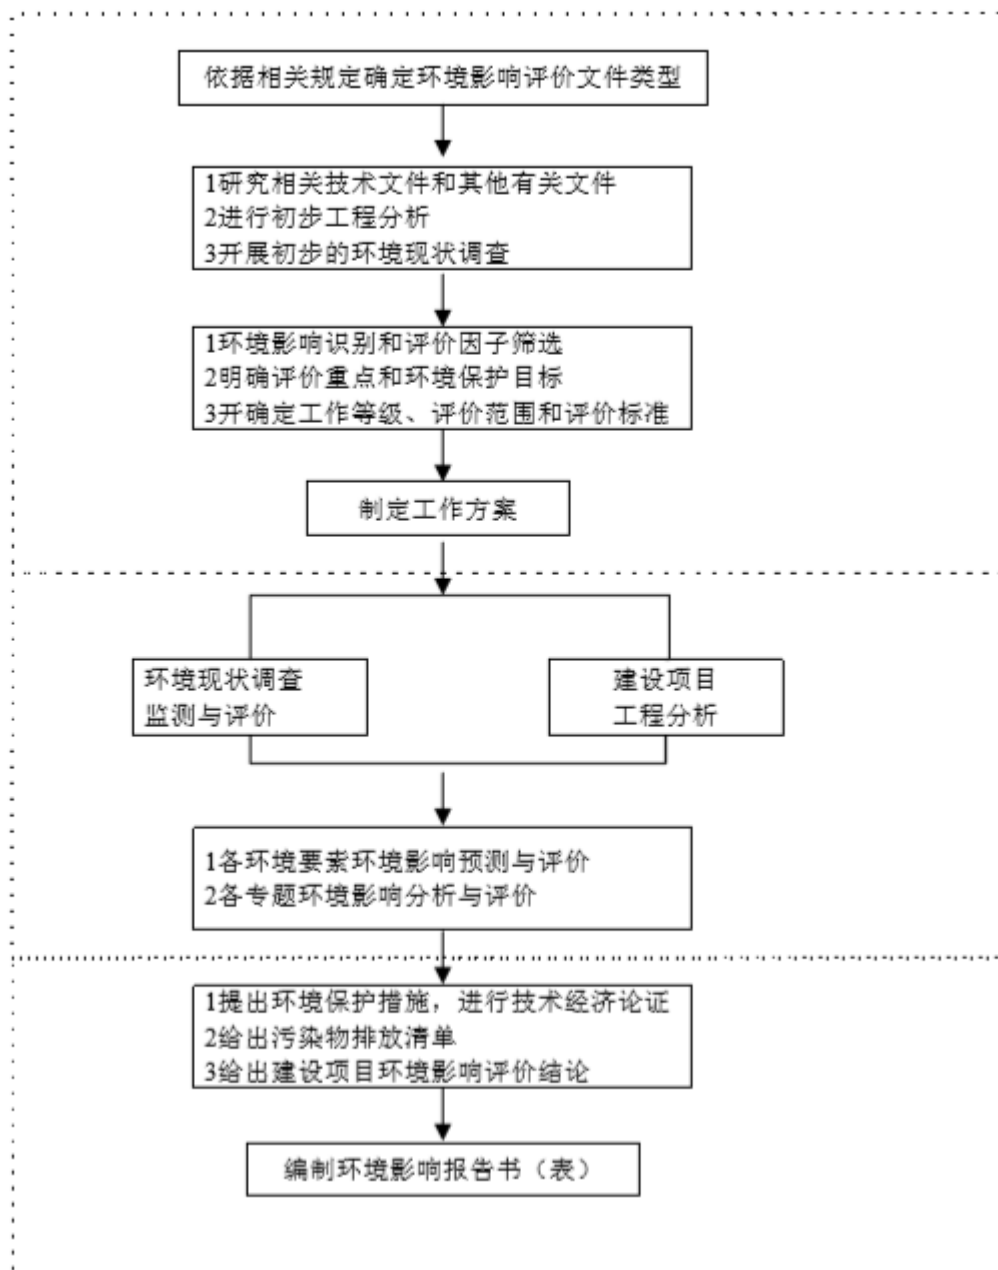 依据相关规定确定环境影响评价文件类型
1研究相关技术文件和其他有关文件
2进行初步工程分析
3开展初步的环境现状调查
1环境影响识别和评价因子筛选
2明确评价重点和环境保护目标
3开确定工作等级、评价范围和评价标准
制定工作方案
环境现状调查
监测与评价
建设项目
工程分析
1各环境要素环境影响预测与评价
2各专题环境影响分析与评价
1提出环境保护措施，进行技术经济论证
2给出污染物排放清单
3给出建设项目环境影响评价结论
编制环境影响报告书（表）